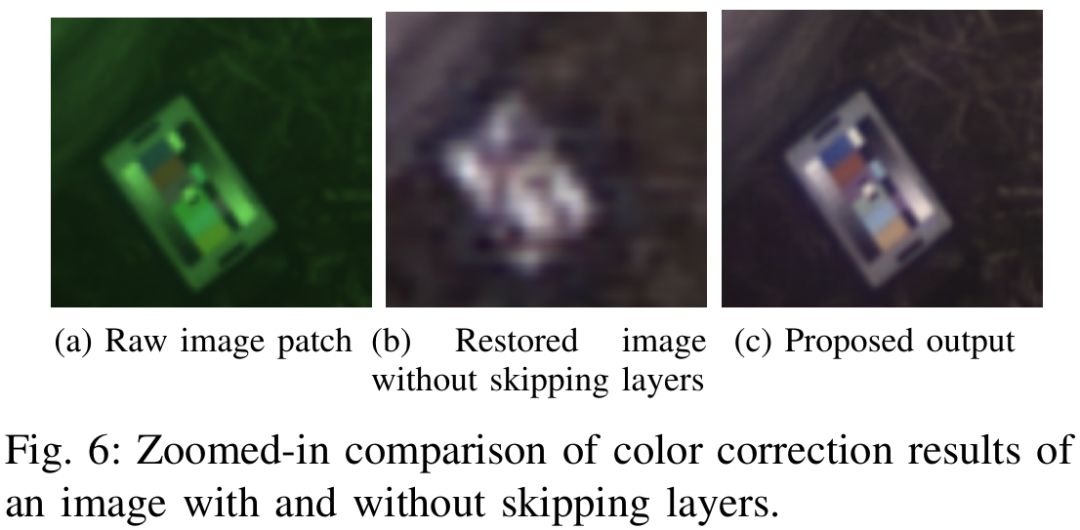 (a) Raw image patch
(b) Restored image
without skipping layers
(c) Proposed output
Fig. 6: Zoomed-in comparison of color correction results of
an image with and without skipping layers.